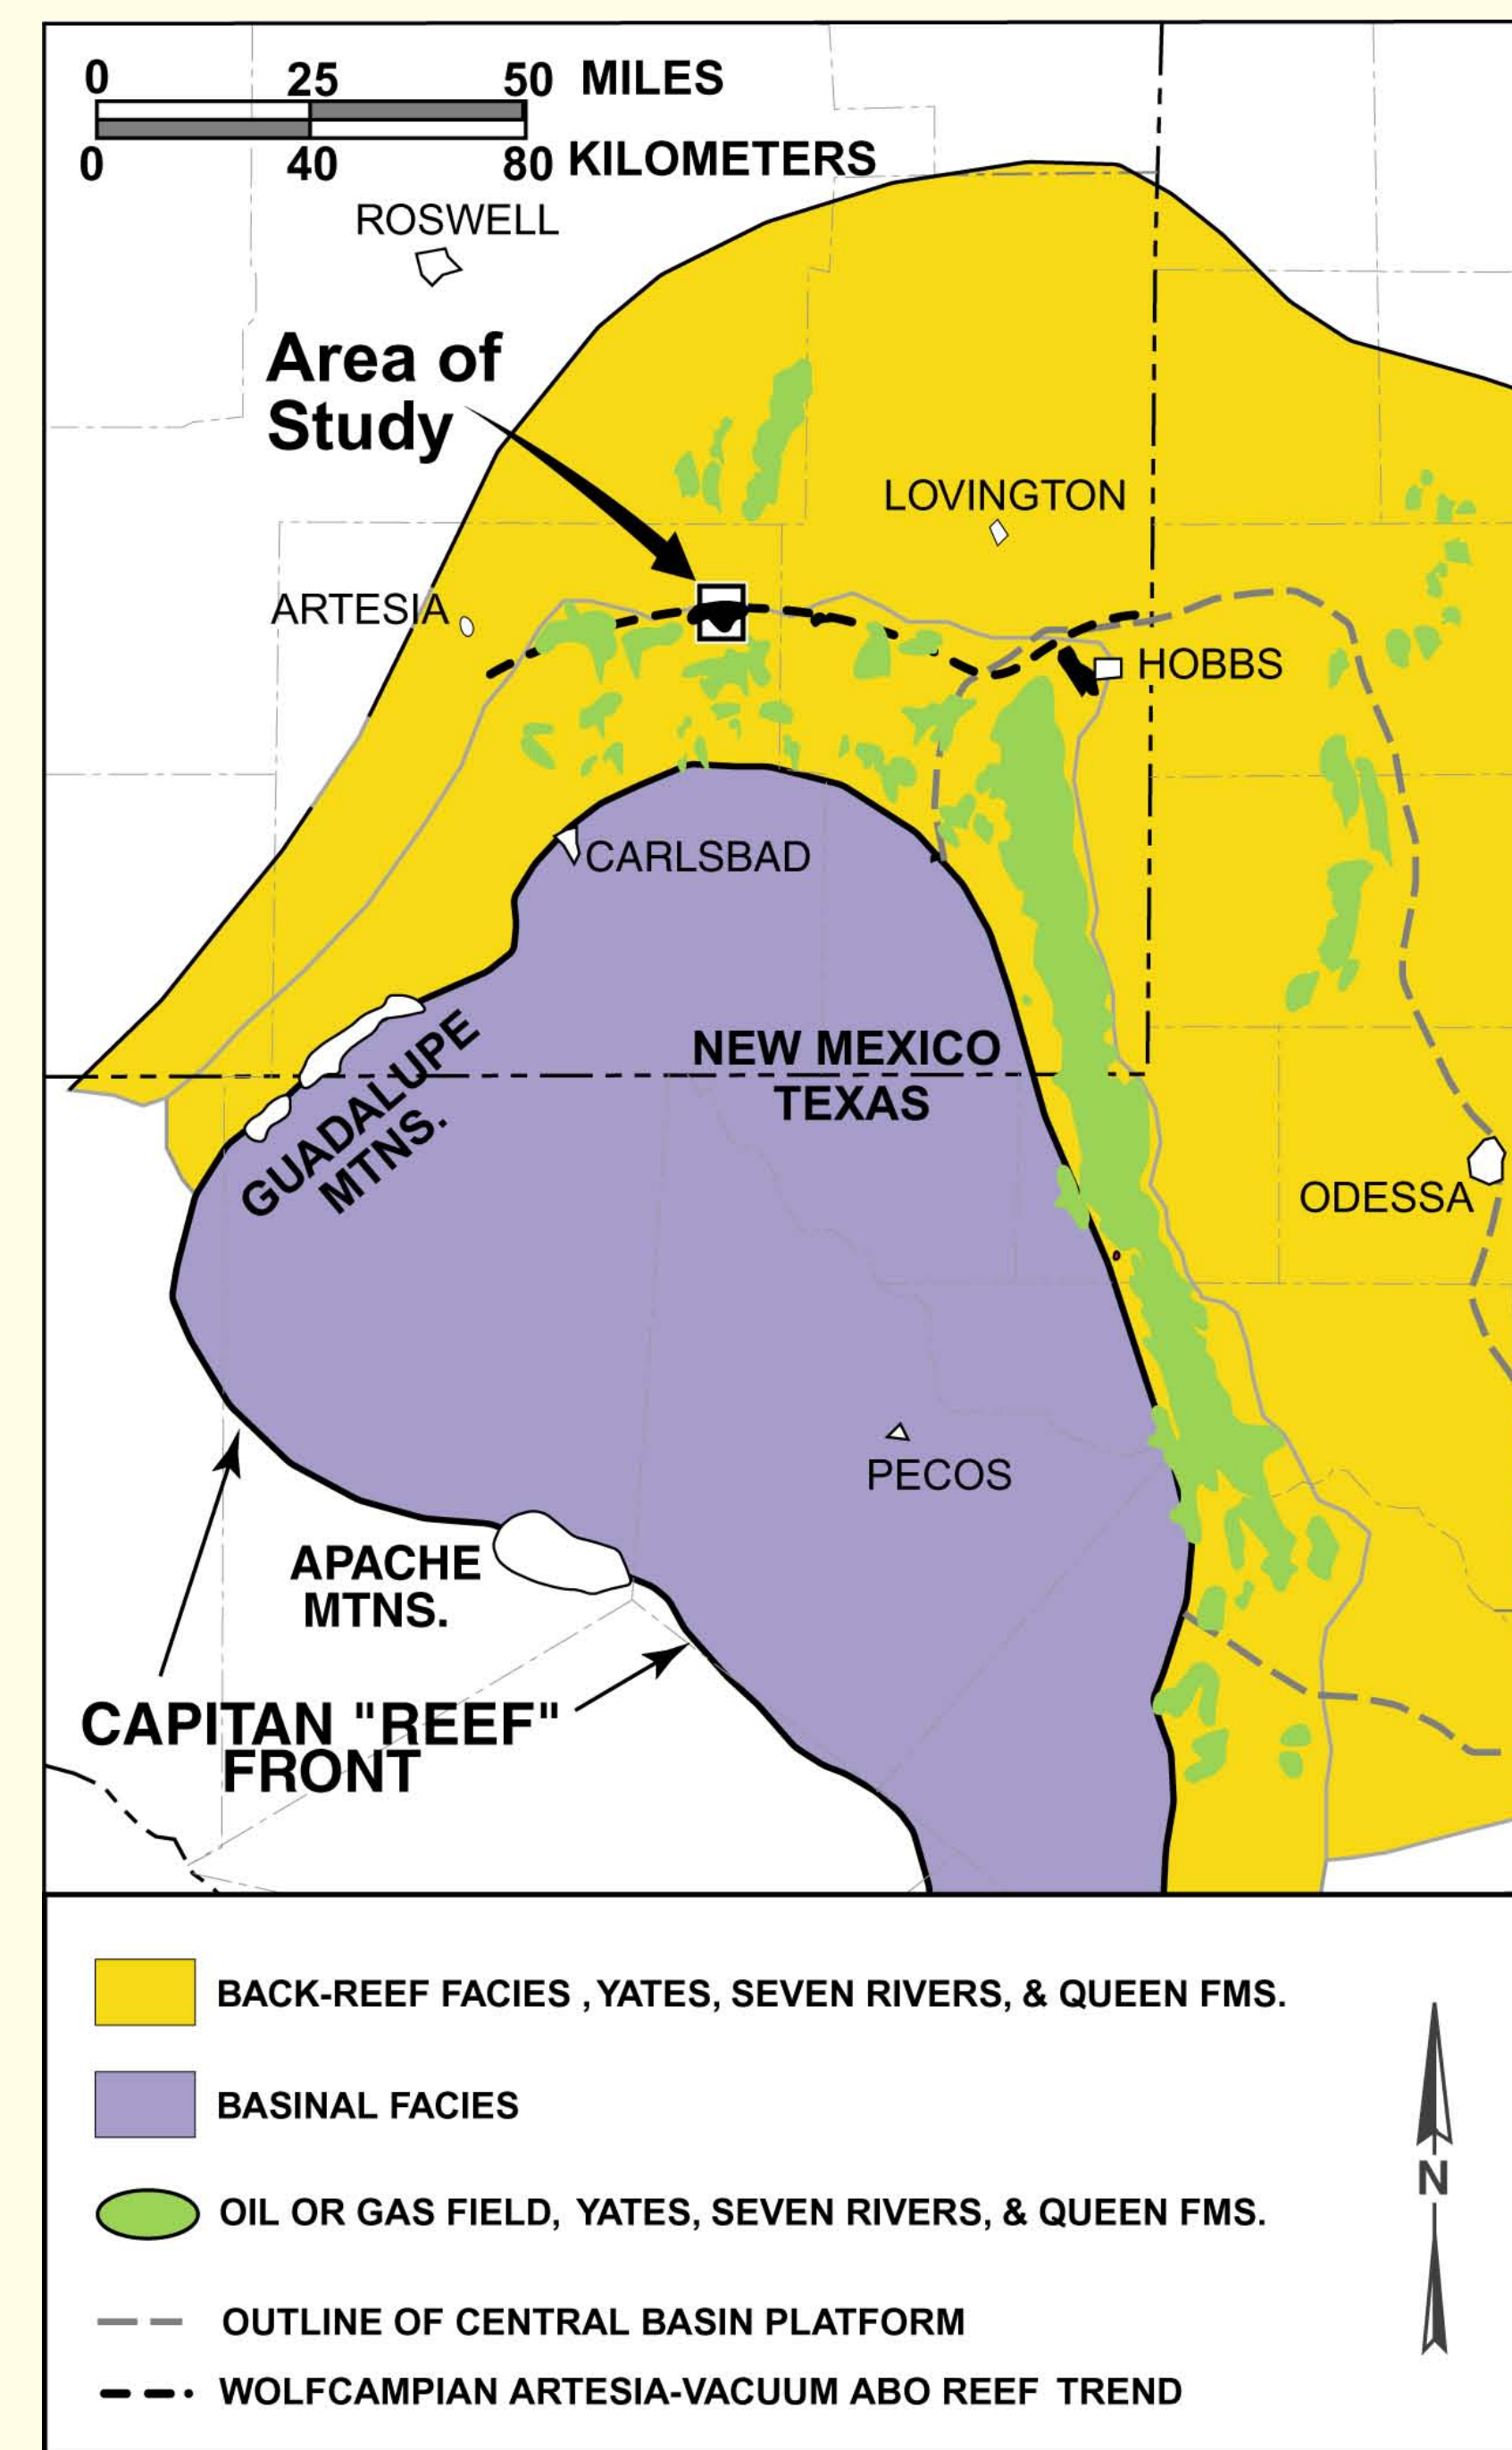 0 25 50 MILES
0 40 80 KILOMETERS
ROSWELL
Area of
Study
LOVINGTON
ARTESIA
HOBBS
CARLSBAD
GUADALUPE
MTNS.
NEW MEXICO
TEXAS
ODESSA
PECOS
APACHE
MTNS.
CAPITAN "REEF"
FRONT
BACK-REEF FACIES , YATES, SEVEN RIVERS, & QUEEN FMS.
BASINAL FACIES
OIL OR GAS FIELD, YATES, SEVEN RIVERS, & QUEEN FMS.
N
OUTLINE OF CENTRAL BASIN PLATFORM
WOLFCAMPIAN ARTESIA-VACUUM ABO REEF TREND